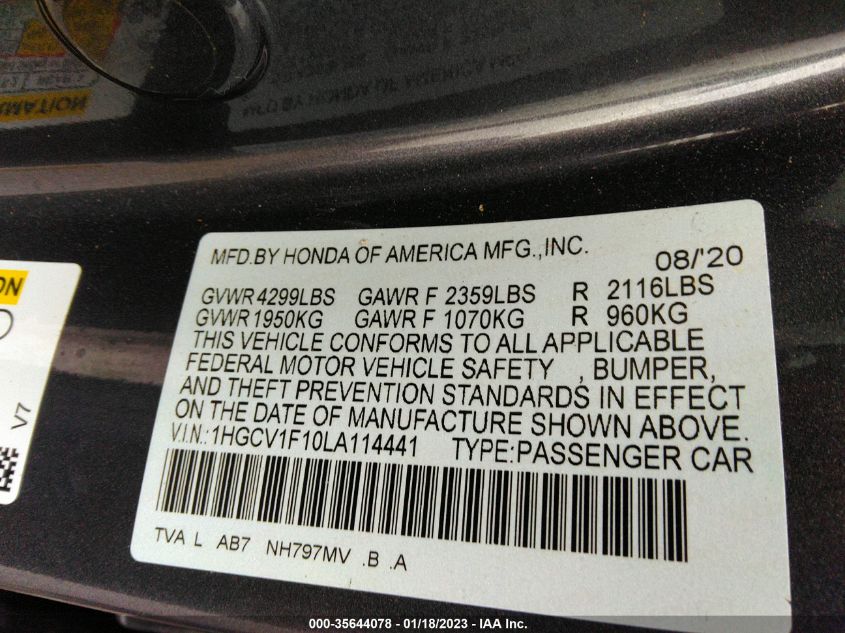 MFD.BY HONDA OF AMERICA MFG.,INC. 08/'20
GVWR 4299LBS GAWR F 2359LBS R 2116LBS
GVWR 1950KG GAWR F 1070KG R 960KG
THIS VEHICLE CONFORMS TO ALL APPLICABLE
FEDERAL MOTOR VEHICLE SAFETY , BUMPER,
AND THEFT PREVENTION STANDARDS IN EFFECT
ON THE DATE OF MANUFACTURE SHOWN ABOVE.
V.I.N.:1HGCV1F10LA114441 TYPE:PASSENGER CAR
TVA L AB7 NH797MV .B .A
V7
000-35644078 - 01/18/2023 - IAA Inc.